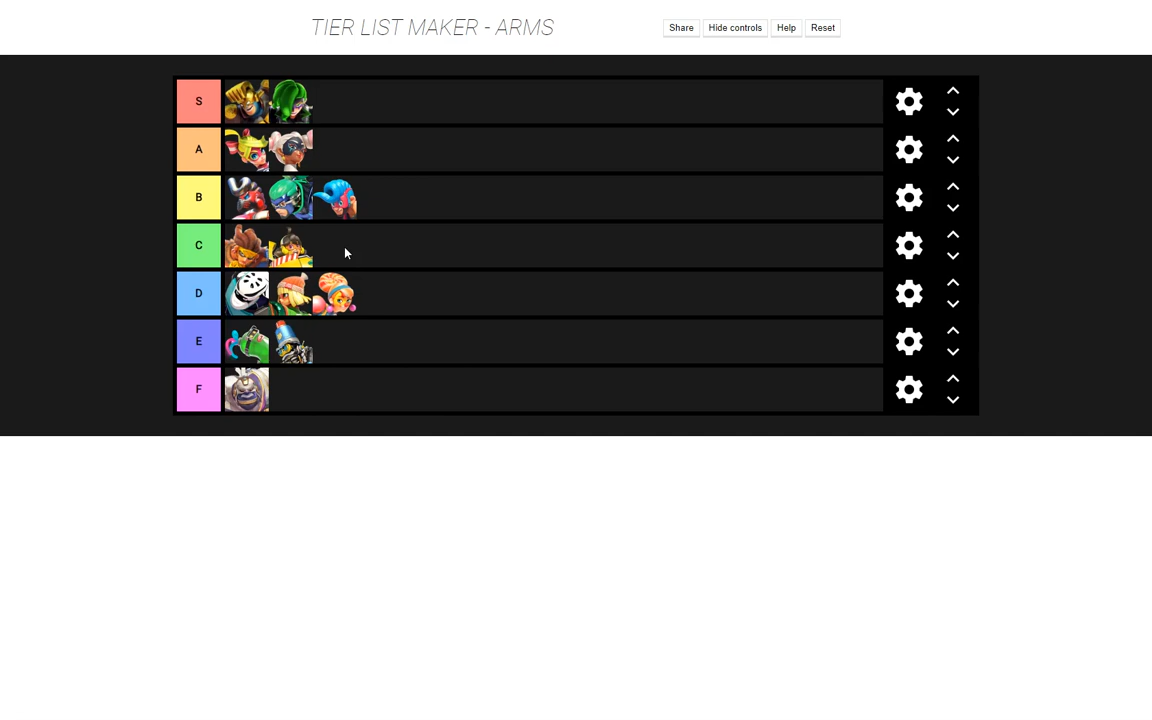 TIER LIST MAKER - ARMS
Share Hide controls Help Reset
S
A
B
C
D
E
F